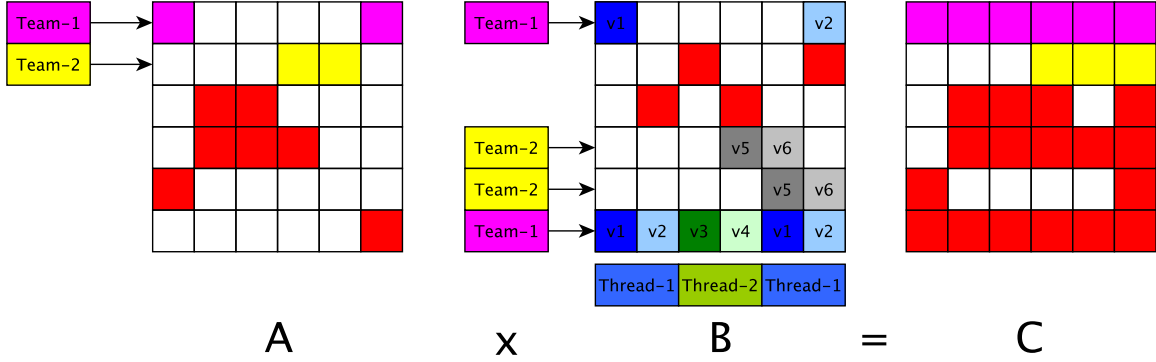 Team-1
Team-2
Team-1 v1 v2
Team-2 v5 v6
Team-2 v5 v6
Team-1 v1 v2 v3 v4 v1 v2
Thread-1 Thread-2 Thread-1
A x B = C